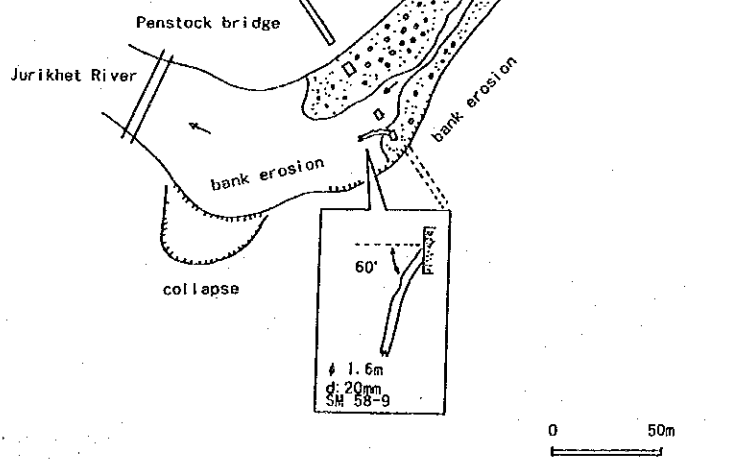 Penstock bridge
Jurikhet River
bank erosion
bank erosion
collapse
60°
φ 1.6m
d:20mm
SM 58-9
0 50m